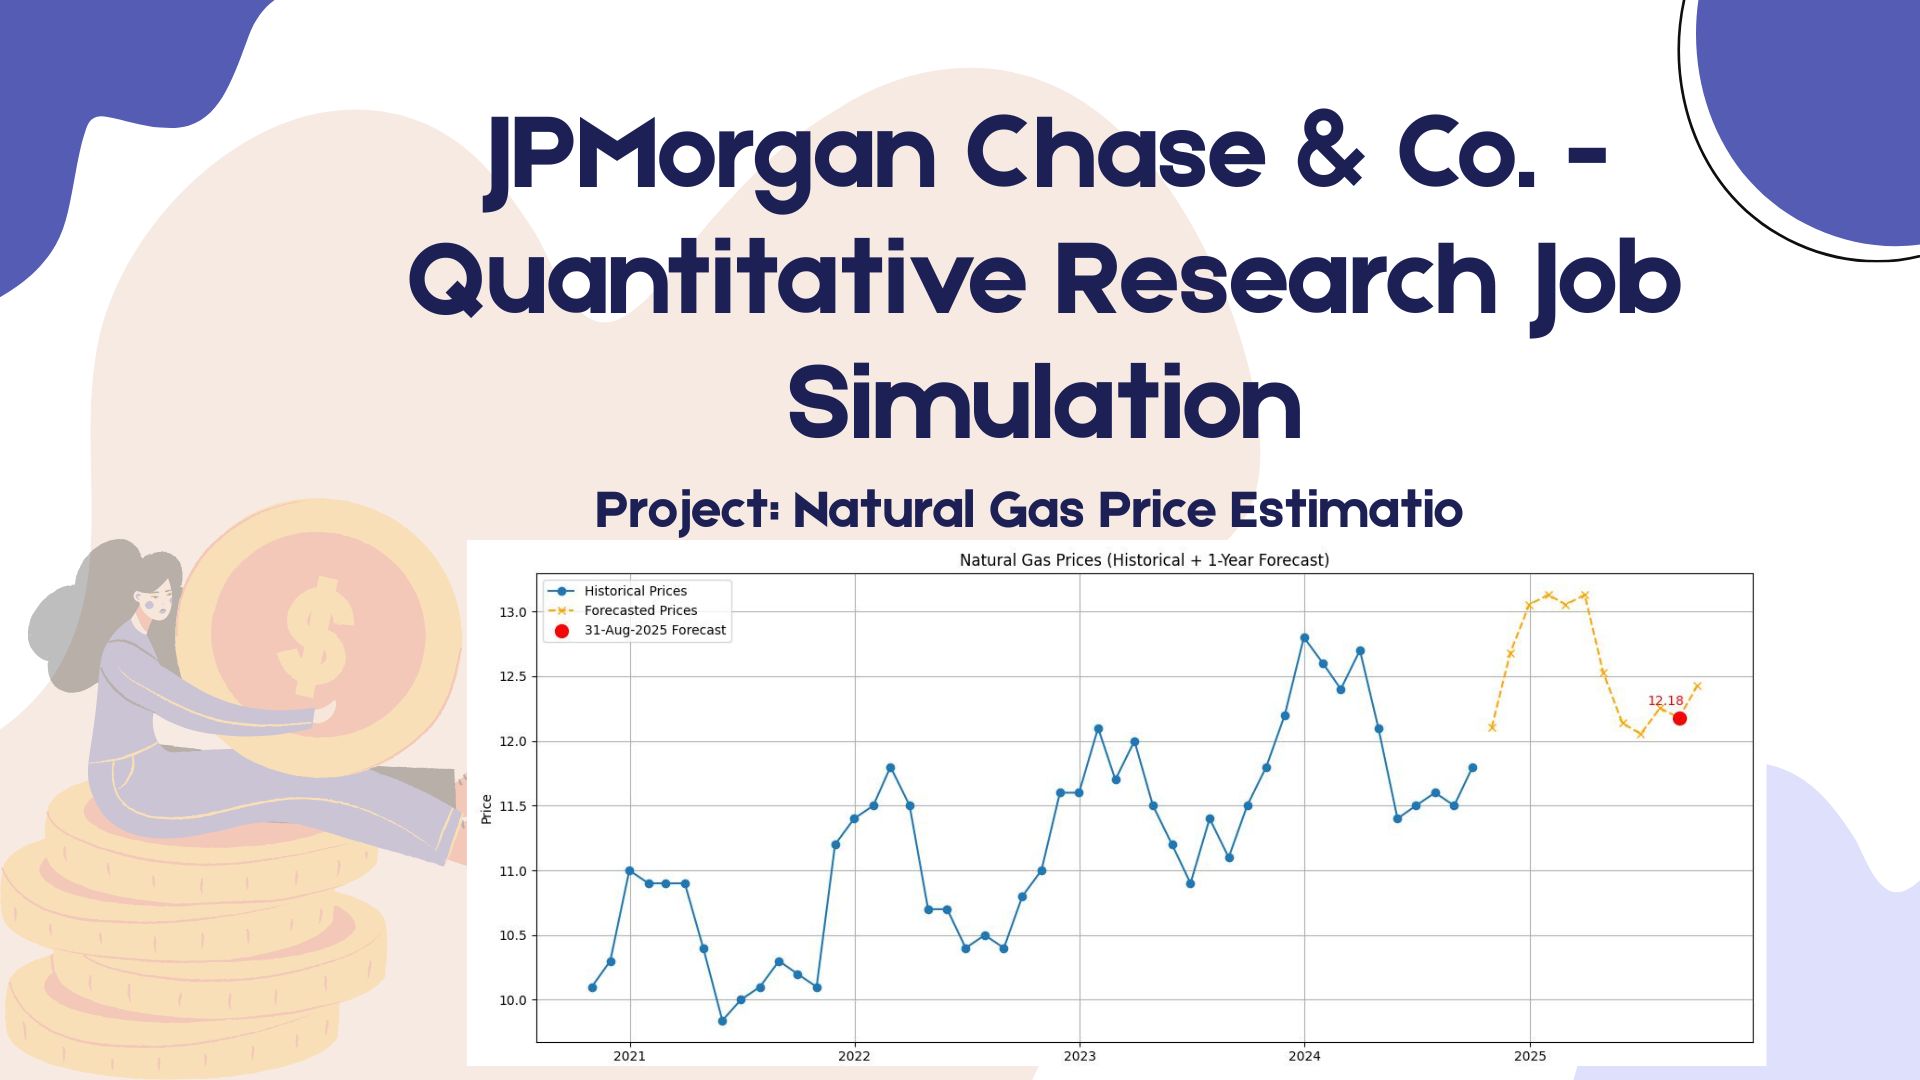 JPMorgan Chase & Co. -
Quantitative Research Job
Simulation
Project: Natural Gas Price Estimatio
Natural Gas Prices (Historical + 1-Year Forecast)
Historical Prices
Forecasted Prices
31-Aug-2025 Forecast
13.0
12.5
12.0
11.5
11.0
10.5
10.0
Price
12.18
2021
2022
2023
2024
2025
$